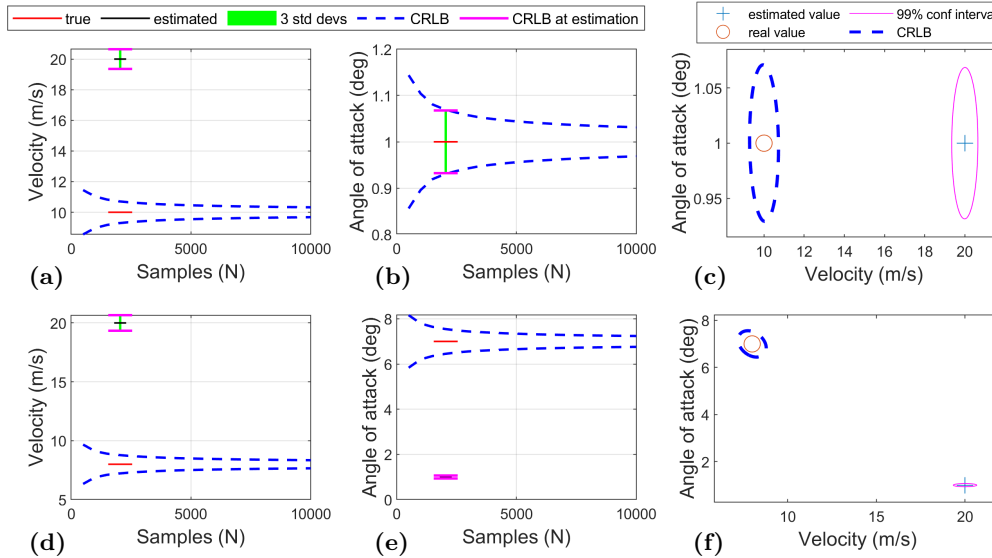 true estimated 3 std devs CRLB CRLB at estimation
estimated value 99% conf interva
real value CRLB
20
18
16
14
12
10
Velocity (m/s)
0 5000 10000
Samples (N)
(a)
1.2
1.1
1
0.9
0.8
Angle of attack (deg)
0 5000 10000
Samples (N)
(b)
1.05
1
0.95
Angle of attack (deg)
10 12 14 16 18 20
Velocity (m/s)
(c)
20
15
10
5
Velocity (m/s)
0 5000 10000
Samples (N)
(d)
8
6
4
2
0
Angle of attack (deg)
0 5000 10000
Samples (N)
(e)
8
6
4
2
Angle of attack (deg)
10 15 20
Velocity (m/s)
(f)